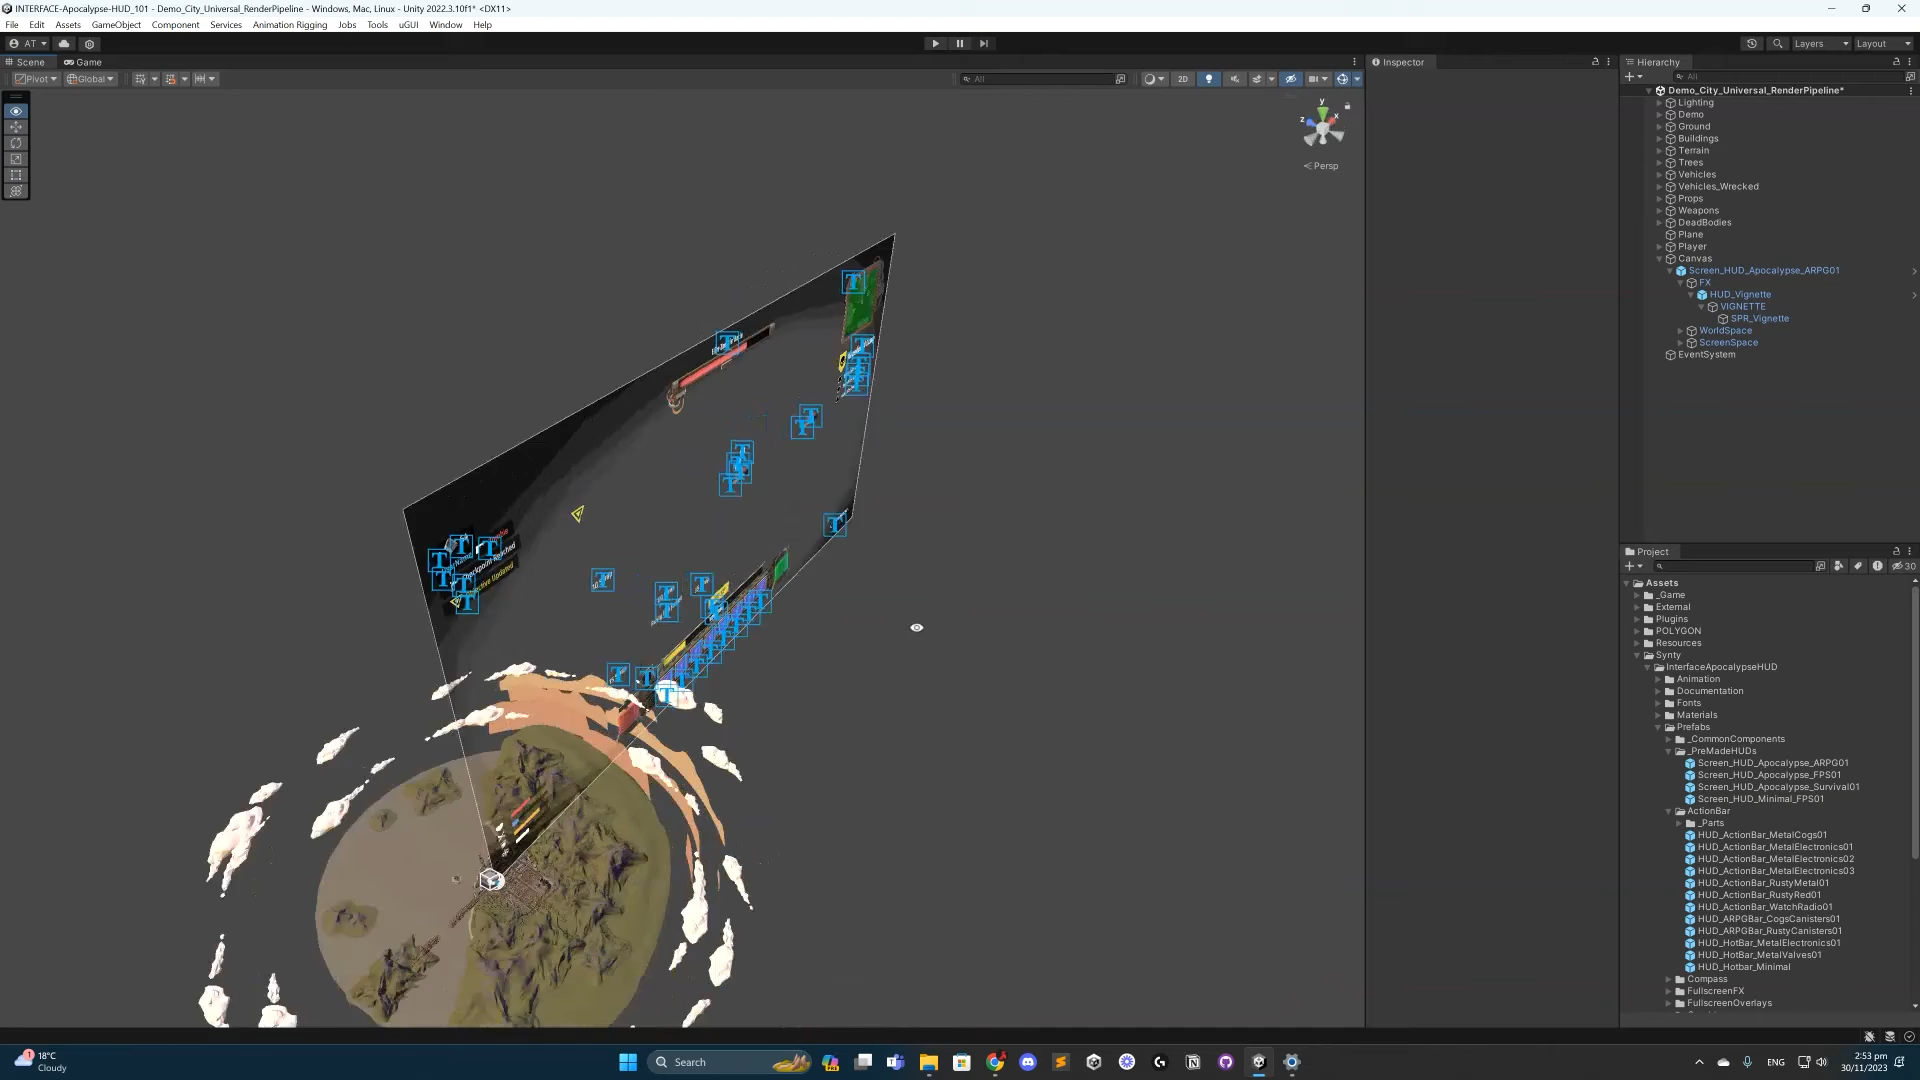 INTERFACE-Apocalypse-HUD_101 - Demo_City_Universal_RenderPipeline - Windows, Mac, Linux - Unity 2022.3.10f1* <DX11>
File Edit Assets GameObject Component Services Animation Rigging Jobs Tools uGUI Window Help
AT
Layers
Layout
Scene
Game
Pivot
Global
All
2D
y
x
z
Persp
Checkpoint Reached
Inspector
Hierarchy
All
Demo_City_Universal_RenderPipeline*
Lighting
Demo
Ground
Buildings
Terrain
Trees
Vehicles
Vehicles_Wrecked
Props
Weapons
DeadBodies
Plane
Player
Canvas
Screen_HUD_Apocalypse_ARPG01
FX
HUD_Vignette
VIGNETTE
SPR_Vignette
WorldSpace
ScreenSpace
EventSystem
Project
30
Assets
_Game
External
Plugins
POLYGON
Resources
Synty
InterfaceApocalypseHUD
Animation
Documentation
Fonts
Materials
Prefabs
_CommonComponents
_PreMadeHUDs
Screen_HUD_Apocalypse_ARPG01
Screen_HUD_Apocalypse_FPS01
Screen_HUD_Apocalypse_Survival01
Screen_HUD_Minimal_FPS01
ActionBar
_Parts
HUD_ActionBar_MetalCogs01
HUD_ActionBar_MetalElectronics01
HUD_ActionBar_MetalElectronics02
HUD_ActionBar_MetalElectronics03
HUD_ActionBar_RustyMetal01
HUD_ActionBar_RustyRed01
HUD_ActionBar_WatchRadio01
HUD_ARPGBar_CogsCanisters01
HUD_ARPGBar_RustyCanisters01
HUD_HotBar_MetalElectronics01
HUD_HotBar_MetalValves01
HUD_Hotbar_Minimal
Compass
FullscreenFX
FullscreenOverlays
1
18°C
Cloudy
Search
PRE
ENG
2:53 pm
30/11/2023